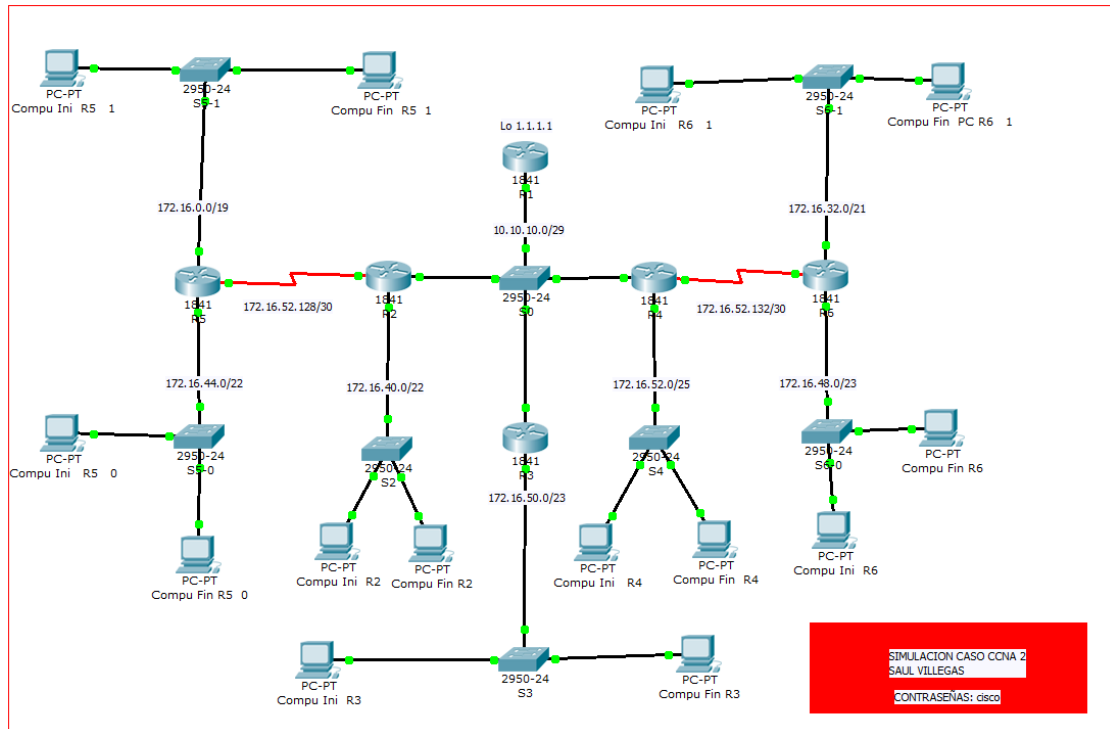 PC-PT
Compu Ini R5 1
2950-24
S5-1
PC-PT
Compu Fin R5 1
PC-PT
Compu Ini R6 1
2950-24
S6-1
PC-PT
Compu Fin PC R6 1
Lo 1.1.1.1
1841
R1
172.16.0.0/19
10.10.10.0/29
172.16.32.0/21
1841
R5
172.16.52.128/30
1841
R2
2950-24
S0
1841
R4
172.16.52.132/30
1841
R6
172.16.44.0/22
172.16.40.0/22
172.16.52.0/25
172.16.48.0/23
PC-PT
Compu Ini R5 0
2950-24
S5-0
2950-24
S2
1841
R3
172.16.50.0/23
2950-24
S4
2950-24
S6-0
PC-PT
Compu Fin R6
PC-PT
Compu Fin R5 0
PC-PT
Compu Ini R2
PC-PT
Compu Fin R2
PC-PT
Compu Ini R4
PC-PT
Compu Fin R4
PC-PT
Compu Ini R6
PC-PT
Compu Ini R3
2950-24
S3
PC-PT
Compu Fin R3
SIMULACION CASO CCNA 2
SAUL VILLEGAS
CONTRASEÑAS: cisco